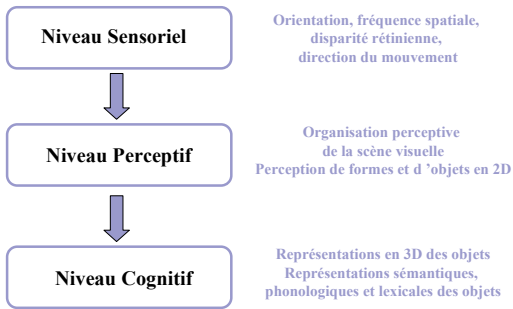 Niveau Sensoriel
Orientation, fréquence spatiale,
disparité rétinienne,
direction du mouvement
Niveau Perceptif
Organisation perceptive
de la scène visuelle
Perception de formes et d ’objets en 2D
Niveau Cognitif
Représentations en 3D des objets
Représentations sémantiques,
phonologiques et lexicales des objets